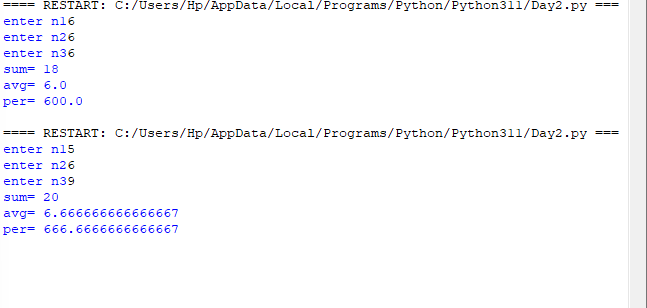 ==== RESTART: C:/Users/Hp/AppData/Local/Programs/Python/Python311/Day2.py ===
enter n16
enter n26
enter n36
sum= 18
avg= 6.0
per= 600.0
==== RESTART: C:/Users/Hp/AppData/Local/Programs/Python/Python311/Day2.py ===
enter n15
enter n26
enter n39
sum= 20
avg= 6.666666666666667
per= 666.6666666666667